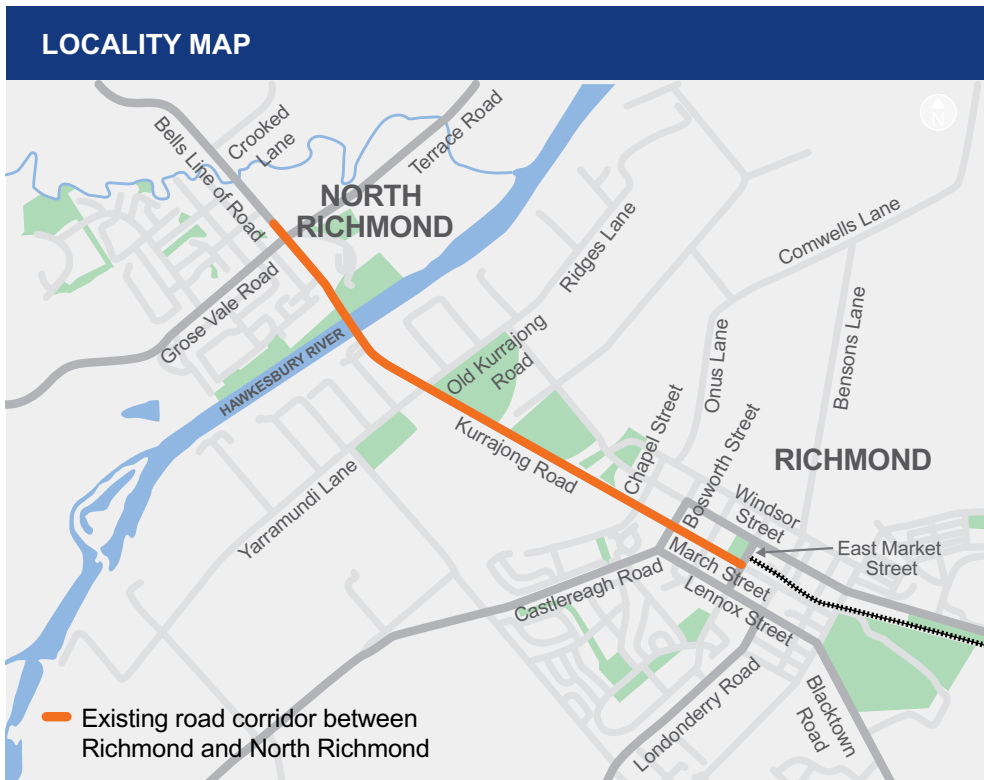 LOCALITY MAP
N
Crooked
Lane
Bells Line of Road
Terrace Road
NORTH
RICHMOND
Grose Vale Road
HAWKESBURY RIVER
Ridges Lane
Comwells Lane
Old Kurrajong
Road
Onus Lane
Bensons Lane
Kurrajong Road
Chapel Street
Bosworth Street
RICHMOND
Windsor
Street
Yarramundi Lane
East Market
Street
March Street
Castlereagh Road
Lennox Street
Londonderry Road
Blacktown
Road
Existing road corridor between
Richmond and North Richmond